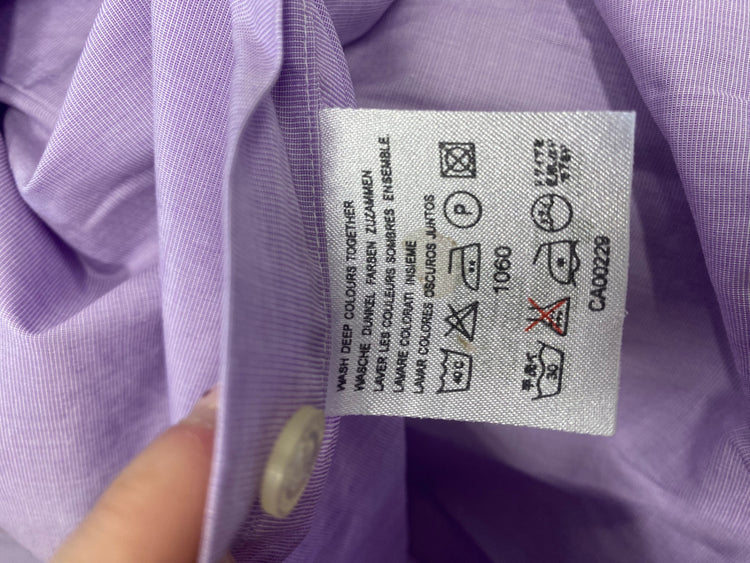 WASH DEEP COLOURS TOGETHER
WASCHE DUNKEL FARBEN ZUZAMMEN
LAVER LES COULEURS SOMBRES ENSEMBLE.
LAVARE COLORATI INSIEME
LAVAR COLORES OSCUROS JUNTOS
40°C
P
1060
30
CA00229